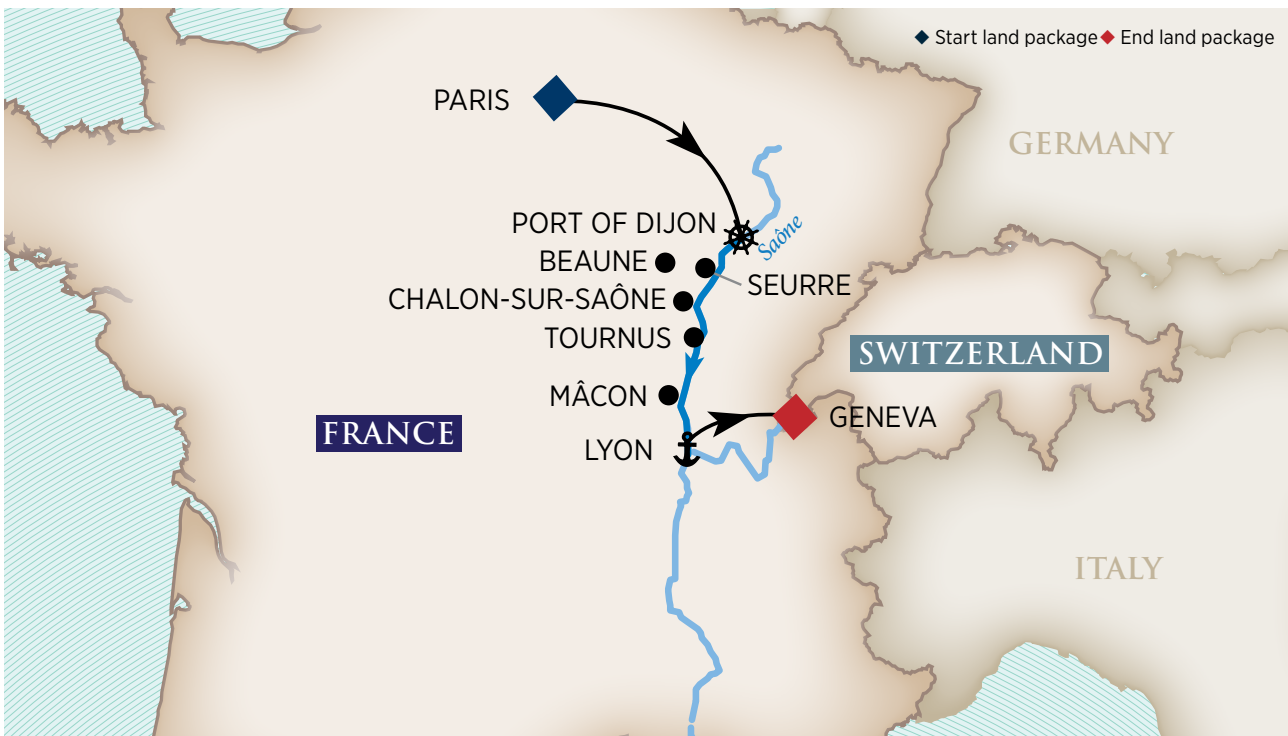 Start land package End land package
PARIS
GERMANY
PORT OF DIJON
Saône
BEAUNE
SEURRE
CHALON-SUR-SAÔNE
TOURNUS
SWITZERLAND
MÂCON
GENEVA
FRANCE
LYON
ITALY